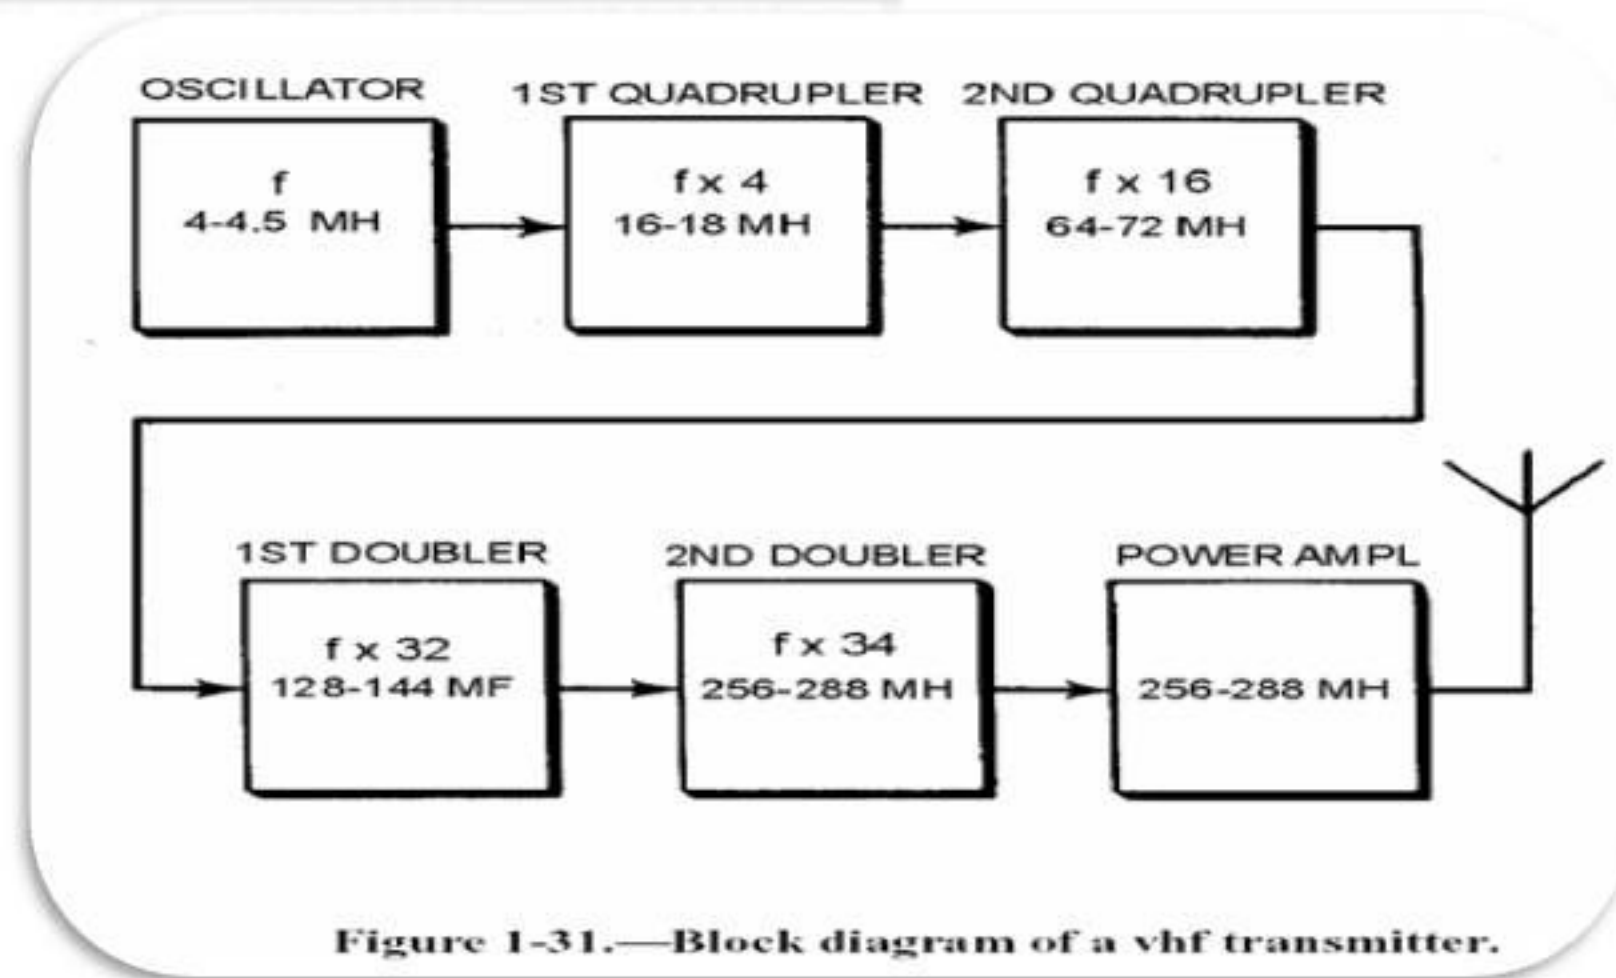 OSCILLATOR
1ST QUADRUPLER
2ND QUADRUPLER
f
4-4.5 MH
f x 4
16-18 MH
f x 16
64-72 MH
1ST DOUBLER
2ND DOUBLER
POWER AMPL
f x 32
128-144 MF
f x 34
256-288 MH
256-288 MH
Figure 1-31.—Block diagram of a vhf transmitter.